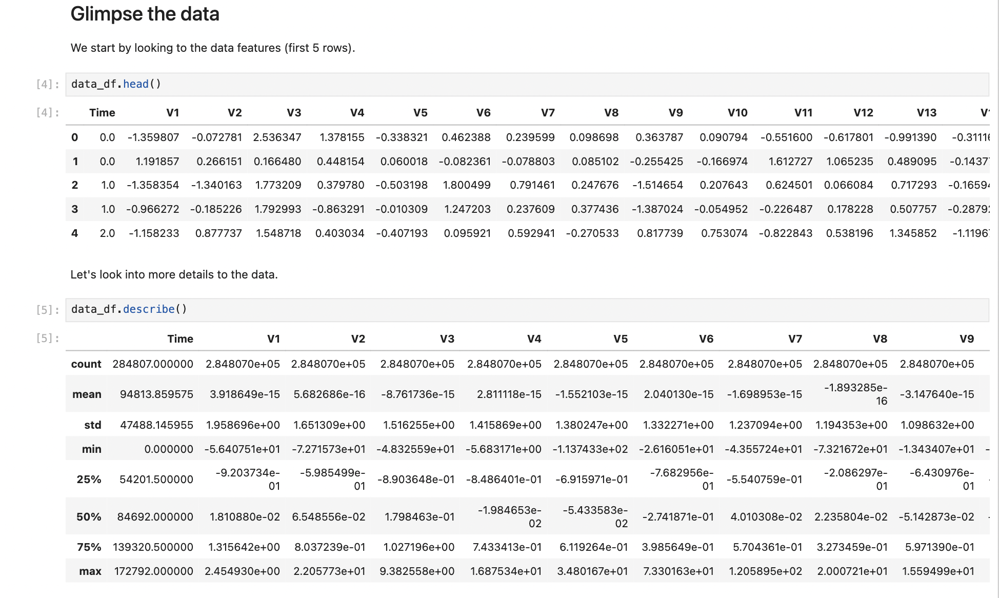 Glimpse the data
We start by looking to the data features (first 5 rows).
[4]: data_df.head()
[4]: Time V1 V2 V3 V4 V5 V6 V7 V8 V9 V10 V11 V12 V13
0 0.0 -1.359807 -0.072781 2.536347 1.378155 -0.338321 0.462388 0.239599 0.098698 0.363787 0.090794 -0.551600 -0.617801 -0.991390 -0.3111
1 0.0 1.191857 0.266151 0.166480 0.448154 0.060018 -0.082361 -0.078803 0.085102 -0.255425 -0.166974 1.612727 1.065235 0.489095 -0.1437
2 1.0 -1.358354 -1.340163 1.773209 0.379780 -0.503198 1.800499 0.791461 0.247676 -1.514654 0.207643 0.624501 0.066084 0.717293 -0.1659
3 1.0 -0.966272 -0.185226 1.792993 -0.863291 -0.010309 1.247203 0.237609 0.377436 -1.387024 -0.054952 -0.226487 0.178228 0.507757 -0.2879
4 2.0 -1.158233 0.877737 1.548718 0.403034 -0.407193 0.095921 0.592941 -0.270533 0.817739 0.753074 -0.822843 0.538196 1.345852 -1.1196
Let's look into more details to the data.
[5]: data_df.describe()
[5]: Time V1 V2 V3 V4 V5 V6 V7 V8 V9
count 284807.000000 2.848070e+05 2.848070e+05 2.848070e+05 2.848070e+05 2.848070e+05 2.848070e+05 2.848070e+05 2.848070e+05 2.848070e+05
mean 94813.859575 3.918649e-15 5.682686e-16 -8.761736e-15 2.811118e-15 -1.552103e-15 2.040130e-15 -1.698953e-15 -1.893285e-
16 -3.147640e-15
std 47488.145955 1.958696e+00 1.651309e+00 1.516255e+00 1.415869e+00 1.380247e+00 1.332271e+00 1.237094e+00 1.194353e+00 1.098632e+00
min 0.000000 -5.640751e+01 -7.271573e+01 -4.832559e+01 -5.683171e+00 -1.137433e+02 -2.616051e+01 -4.355724e+01 -7.321672e+01 -1.343407e+01 -
25% 54201.500000 -9.203734e-
01 -5.985499e-
01 -8.903648e-01 -8.486401e-01 -6.915971e-01 -7.682956e-
01 -5.540759e-01 -2.086297e-
01 -6.430976e-
01
50% 84692.000000 1.810880e-02 6.548556e-02 1.798463e-01 -1.984653e-
02 -5.433583e-
02 -2.741871e-01 4.010308e-02 2.235804e-02 -5.142873e-02
75% 139320.500000 1.315642e+00 8.037239e-01 1.027196e+00 7.433413e-01 6.119264e-01 3.985649e-01 5.704361e-01 3.273459e-01 5.971390e-01
max 172792.000000 2.454930e+00 2.205773e+01 9.382558e+00 1.687534e+01 3.480167e+01 7.330163e+01 1.205895e+02 2.000721e+01 1.559499e+01